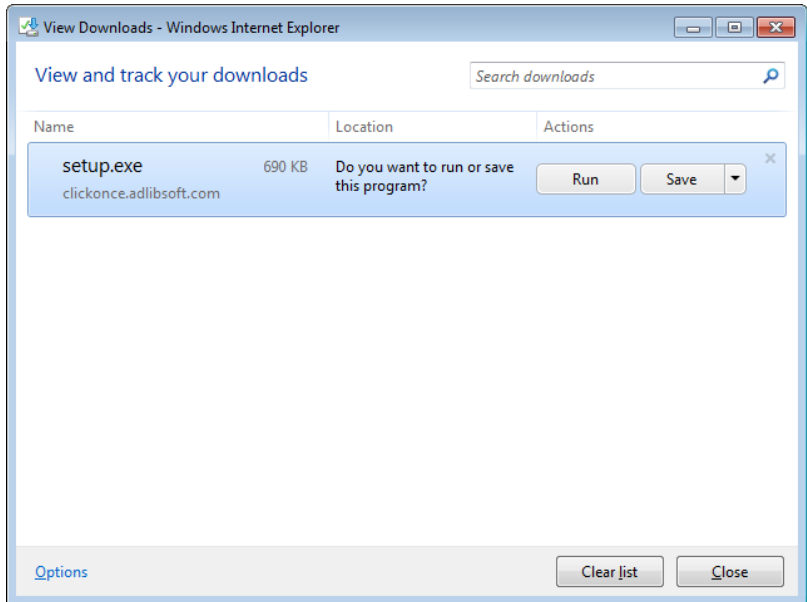 View Downloads - Windows Internet Explorer
View and track your downloads
Search downloads
Name
Location
Actions
setup.exe
690 KB
Do you want to run or save
this program?
Run
Save
clickonce.adlibsoft.com
Options
Clear list
Close